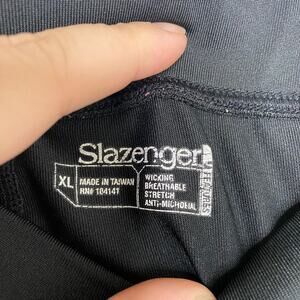 Slazenger
XL
MADE IN TAIWAN
RN# 104141
WICKING
BREATHABLE
STRETCH
ANTI-MICROBIAL